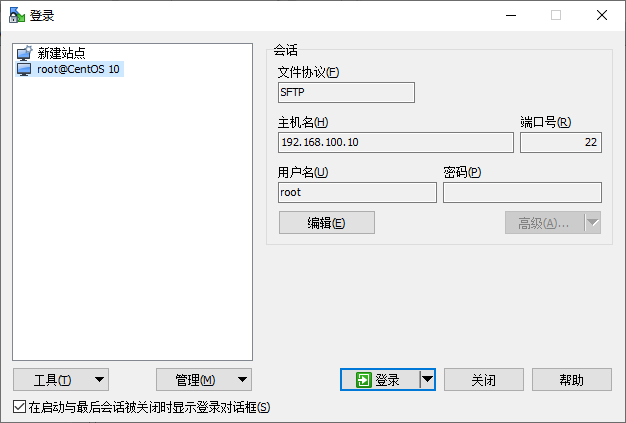 登录
新建站点
root@CentOS 10
会话
文件协议(F)
SFTP
主机名(H)
端口号(R)
192.168.100.10
22
用户名(U)
密码(P)
root
编辑(E)
高级(A)...
工具(T)
管理(M)
登录
关闭
帮助
在启动与最后会话被关闭时显示登录对话框(S)